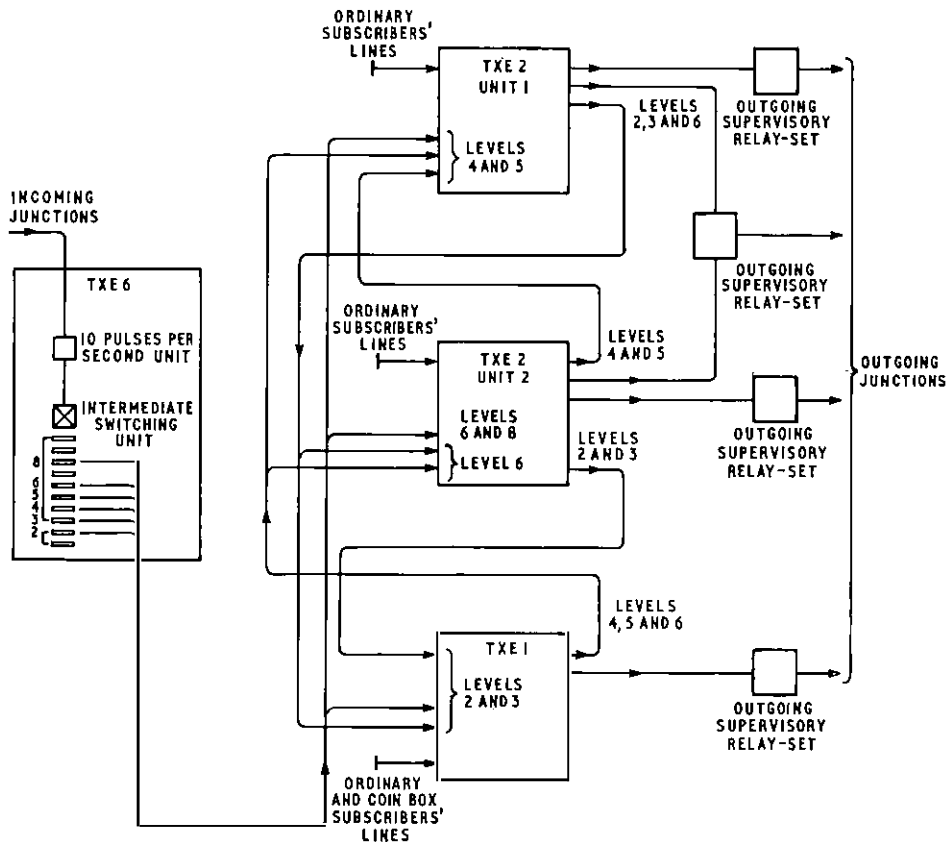 ORDINARY
SUBSCRIBERS'
LINES
TXE 2
UNIT 1
LEVELS
4 AND 5
LEVELS
2,3 AND 6
OUTGOING
SUPERVISORY
RELAY-SET
INCOMING
JUNCTIONS
TXE 6
10 PULSES PER
SECOND UNIT
INTERMEDIATE
SWITCHING
UNIT
8
6
5
4
3
2
OUTGOING
SUPERVISORY
RELAY-SET
ORDINARY
SUBSCRIBERS'
LINES
TXE 2
UNIT 2
LEVELS
6 AND 8
LEVEL 6
LEVELS
4 AND 5
LEVELS
2 AND 3
OUTGOING
SUPERVISORY
RELAY-SET
OUTGOING
JUNCTIONS
LEVELS
4,5 AND 6
TXE 1
LEVELS
2 AND 3
OUTGOING
SUPERVISORY
RELAY-SET
ORDINARY
AND COIN BOX
SUBSCRIBERS'
LINES